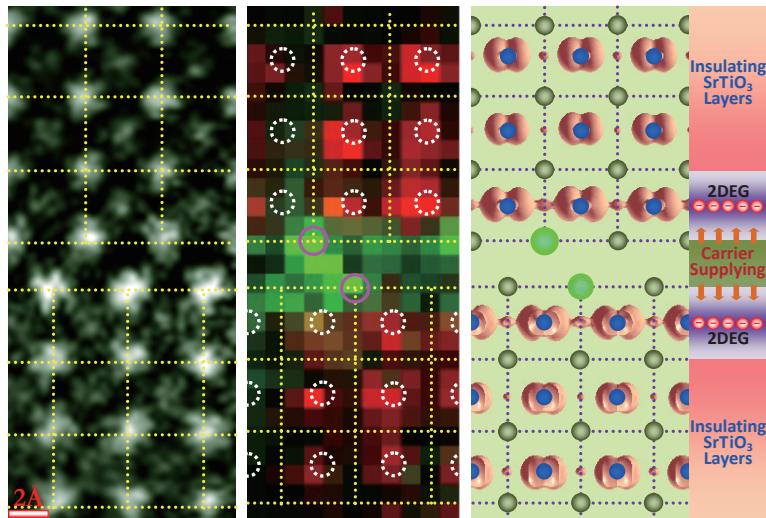 Insulating
SrTiO3
Layers
2DEG
Carrier
Supplying
2DEG
Insulating
SrTiO3
Layers
2Å